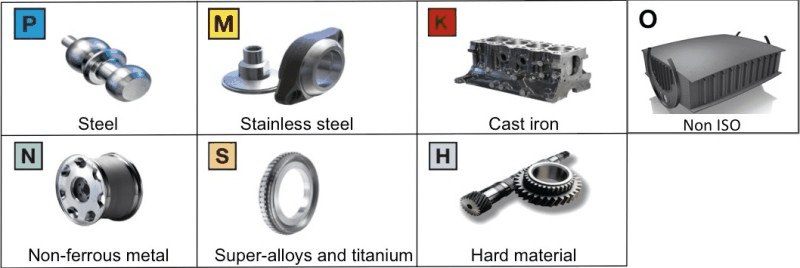 P
Steel
M
Stainless steel
K
Cast iron
O
Non ISO
N
Non-ferrous metal
S
Super-alloys and titanium
H
Hard material